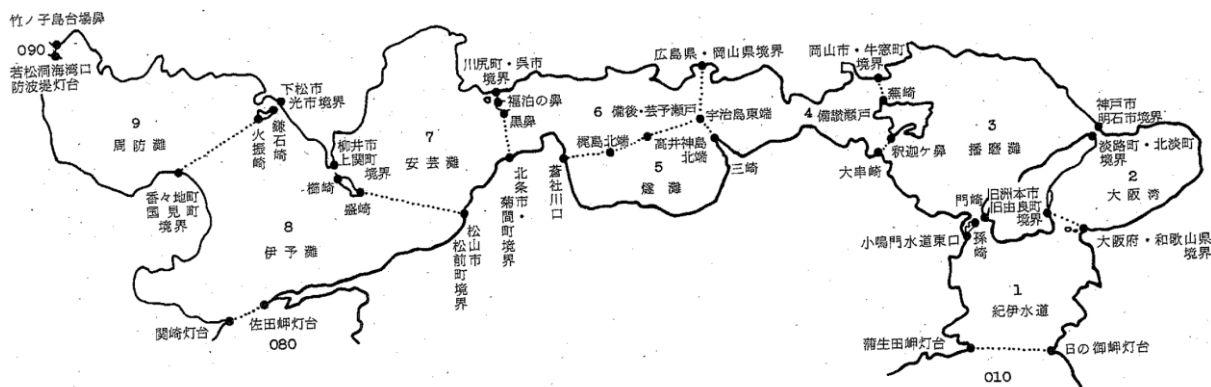 竹ノ子島台場鼻
090
若松洞海湾口
防波堤灯台
9
周防灘
下松市
光市境界
鎌石崎
火振崎
香々地町
国見町
境界
柳井市
上関町
境界
櫛崎
盛崎
8
伊予灘
関崎灯台
佐田岬灯台
080
7
安芸灘
川尻町・呉市
境界
福泊の鼻
黒鼻
北条市・
菊間町境界
松山市
松前町境界
広島県・岡山県境界
6
備後・芸予瀬戸
宇治島東端
梶島北端
高井神島
北端
蒼社川口
5
燧灘
三崎
4
備讃瀬戸
岡山市・牛窓町
境界
蕪崎
釈迦ケ鼻
大串崎
3
播磨灘
神戸市
明石市境界
淡路町・北淡町
境界
2
大阪湾
旧洲本市
旧由良町
境界
門崎
孫崎
小鳴門水道東口
大阪府・和歌山県
境界
1
紀伊水道
蒲生田岬灯台
日の御岬灯台
010